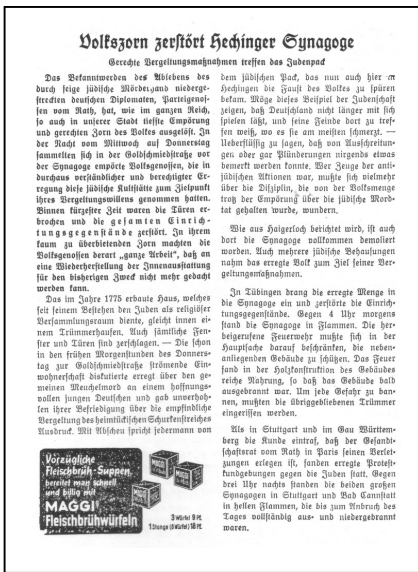 Volkszorn zerstört Hechinger Synagoge
Gerechte Vergeltungsmaßnahmen treffen das Judenpack
Das Bekanntwerden des Ablebens des
durch feige jüdische Mörderhand niederge-
streckten deutschen Diplomaten, Parteigenos-
sen vom Rath, hat, wie im ganzen Reich,
so auch in unserer Stadt tiefste Empörung
und gerechten Zorn des Volkes ausgelöst. In
der Nacht vom Mittwoch auf Donnerstag
sammelten sich in der Goldschmiedstraße vor
der Synagoge empörte Volksgenossen, die in
durchaus verständlicher und berechtigter Er-
regung diese jüdische Kultstätte zum Zielpunkt
ihres Vergeltungswillens genommen hatten.
Binnen kürzester Zeit waren die Türen er-
brochen und die gesamten Einrich-
tungsgegenstände zerstört. In ihrem
kaum zu überbietenden Zorn machten die
Volksgenossen derart „ganze Arbeit", daß an
eine Wiederherstellung der Innenausstattung
für den bisherigen Zweck nicht mehr gedacht
werden kann.
Das im Jahre 1775 erbaute Haus, welches
seit seinem Bestehen den Juden als religiöser
Versammlungsraum diente, gleicht innen ei-
nem Trümmerhaufen. Auch sämtliche Fen-
ster und Türen sind zerschlagen. — Die schon
in den frühen Morgenstunden des Donners-
tag zur Goldschmiedstraße strömende Ein-
wohnerschaft diskutierte erregt über den ge-
meinen Meuchelmord an einem hoffnungs-
vollen jungen Deutschen und gab unverhoh-
len ihrer Befriedigung über die empfindliche
Vergeltung des heimtückischen Schurkenstreiches
Ausdruck. Mit Abscheu spricht jedermann von
dem jüdischen Pack, das nun auch hier in
Hechingen die Faust des Volkes zu spüren
bekam. Möge dieses Beispiel der Judenschaft
zeigen, daß Deutschland nicht länger mit sich
spielen läßt, und seine Feinde dort zu tref-
fen weiß, wo es sie am meisten schmerzt. —
Ueberflüssig zu sagen, daß von Ausschreitun-
gen oder gar Plünderungen nirgends etwas
bemerkt werden konnte. Wer Zeuge der anti-
jüdischen Aktionen war, mußte sich vielmehr
über die Disziplin, die von der Volksmenge
trotz der Empörung über die jüdische Mord-
tat gehalten wurde, wundern.
Wie aus Haigerloch berichtet wird, ist auch
dort die Synagoge vollkommen demoliert
worden. Auch mehrere jüdische Behausungen
nahm das erregte Volk zum Ziel seiner Ver-
geltungsmaßnahmen.
In Tübingen drang die erregte Menge in
die Synagoge ein und zerstörte die Einrich-
tungsgegenstände. Gegen 4 Uhr morgens
stand die Synagoge in Flammen. Die her-
beigerufene Feuerwehr mußte sich in der
Hauptsache darauf beschränken, die neben-
anliegenden Gebäude zu schützen. Das Feuer
fand in der Holzkonstruktion des Gebäudes
reiche Nahrung, so daß das Gebäude bald
ausgebrannt war. Um jede Gefahr zu ban-
nen, mußten die übriggebliebenen Trümmer
eingerissen werden.
Als in Stuttgart und im Gau Württem-
berg die Kunde eintraf, daß der Gesandt-
schaftsrat vom Rath in Paris seinen Verlet-
zungen erlegen ist, fanden erregte Protest-
kundgebungen gegen die Juden statt. Gegen
drei Uhr nachts standen die beiden großen
Synagogen in Stuttgart und Bad Cannstatt
in hellen Flammen, die bis zum Anbruch des
Tages vollständig aus- und niedergebrannt
waren.
Vorzügliche
Fleischbrüh-Suppen
bereitet man schnell
und billig mit
MAGGI
Fleischbrühwürfeln
3 Würfel 9 Pf.
1 Stange (6 Würfel) 18 Pf.